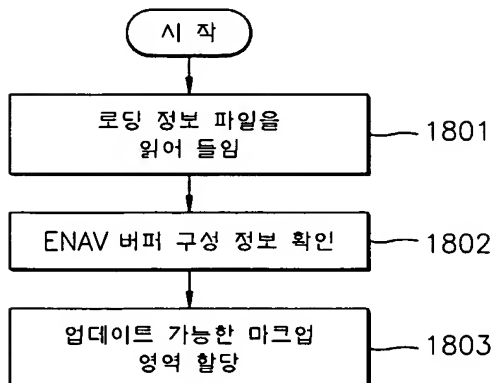 시 작
로딩 정보 파일을
읽어 들임
1801
ENAV 버퍼 구성 정보 확인
1802
업데이트 가능한 마크업
영역 할당
1803